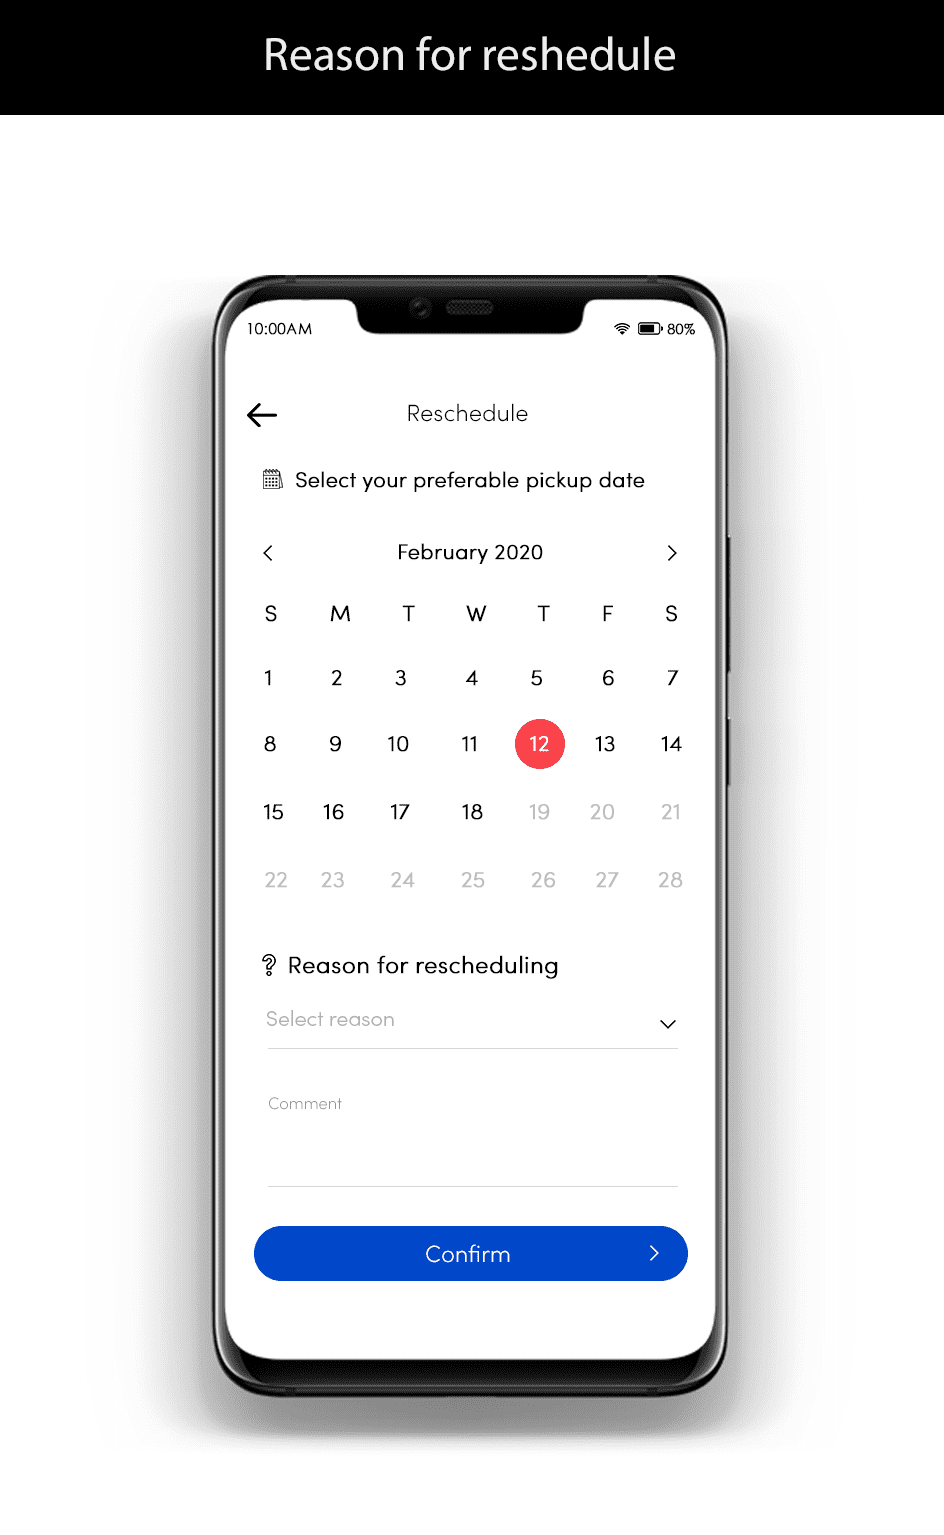 Reason for reshedule
10:00AM 80%
Reschedule
Select your preferable pickup date
February 2020
S M T W T F S
1 2 3 4 5 6 7
8 9 10 11 12 13 14
15 16 17 18 19 20 21
22 23 24 25 26 27 28
Reason for rescheduling
Select reason
Comment
Confirm